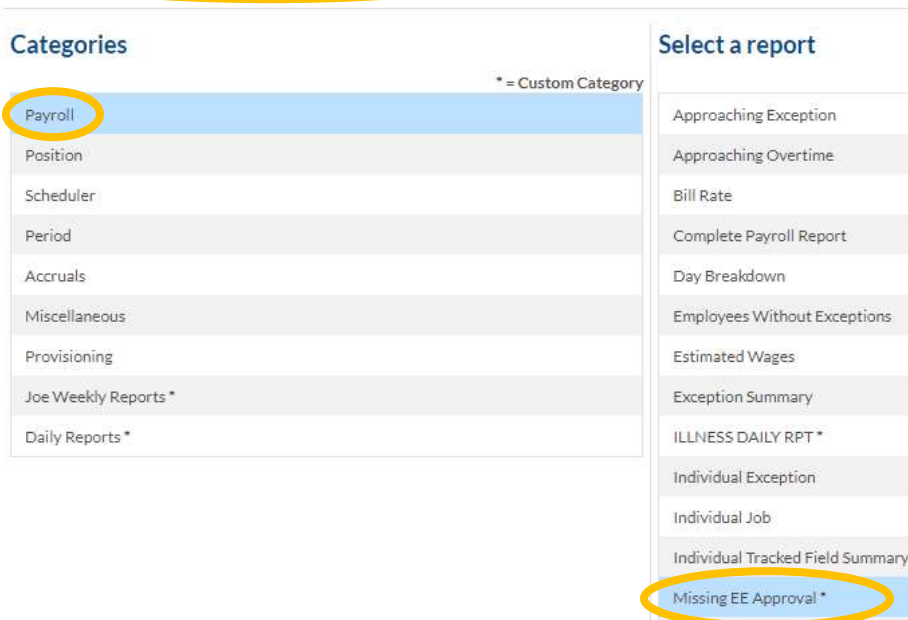 Categories
* = Custom Category
Payroll
Position
Scheduler
Period
Accruals
Miscellaneous
Provisioning
Joe Weekly Reports *
Daily Reports *
Select a report
Approaching Exception
Approaching Overtime
Bill Rate
Complete Payroll Report
Day Breakdown
Employees Without Exceptions
Estimated Wages
Exception Summary
ILLNESS DAILY RPT *
Individual Exception
Individual Job
Individual Tracked Field Summary
Missing EE Approval *